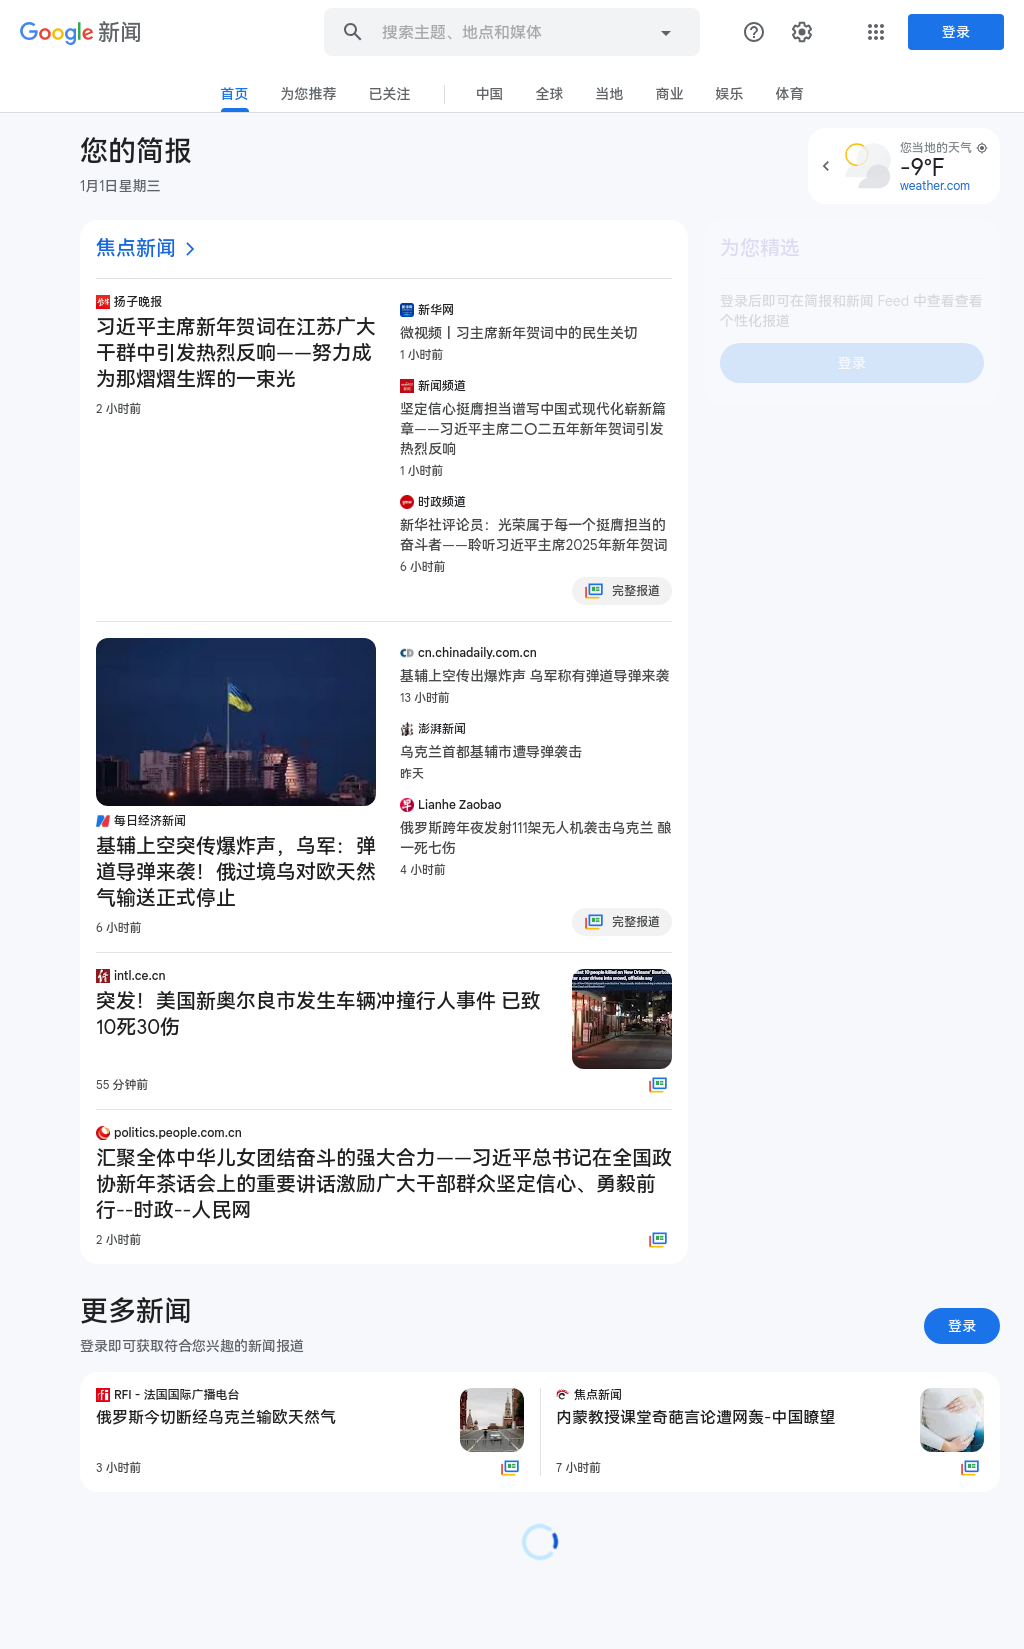 Google 新闻
搜索主题、地点和媒体
登录
首页
为您推荐
已关注
中国
全球
当地
商业
娱乐
体育
您的简报
1月1日星期三
您当地的天气
-9°F
weather.com
焦点新闻
扬子晚报
习近平主席新年贺词在江苏广大
干群中引发热烈反响——努力成
为那熠熠生辉的一束光
2 小时前
新华网
微视频丨习主席新年贺词中的民生关切
1 小时前
新闻频道
坚定信心挺膺担当谱写中国式现代化崭新篇
章——习近平主席二〇二五年新年贺词引发
热烈反响
1 小时前
时政频道
新华社评论员：光荣属于每一个挺膺担当的
奋斗者——聆听习近平主席2025年新年贺词
6 小时前
完整报道
为您精选
登录后即可在简报和新闻 Feed 中查看查看
个性化报道
登录
每日经济新闻
基辅上空突传爆炸声，乌军：弹
道导弹来袭！俄过境乌对欧天然
气输送正式停止
6 小时前
cn.chinadaily.com.cn
基辅上空传出爆炸声 乌军称有弹道导弹来袭
13 小时前
澎湃新闻
乌克兰首都基辅市遭导弹袭击
昨天
Lianhe Zaobao
俄罗斯跨年夜发射111架无人机袭击乌克兰 酿
一死七伤
4 小时前
完整报道
intl.ce.cn
突发！美国新奥尔良市发生车辆冲撞行人事件 已致
10死30伤
55 分钟前
politics.people.com.cn
汇聚全体中华儿女团结奋斗的强大合力——习近平总书记在全国政
协新年茶话会上的重要讲话激励广大干部群众坚定信心、勇毅前
行--时政--人民网
2 小时前
更多新闻
登录即可获取符合您兴趣的新闻报道
登录
RFI - 法国国际广播电台
俄罗斯今切断经乌克兰输欧天然气
3 小时前
焦点新闻
内蒙教授课堂奇葩言论遭网轰-中国瞭望
7 小时前